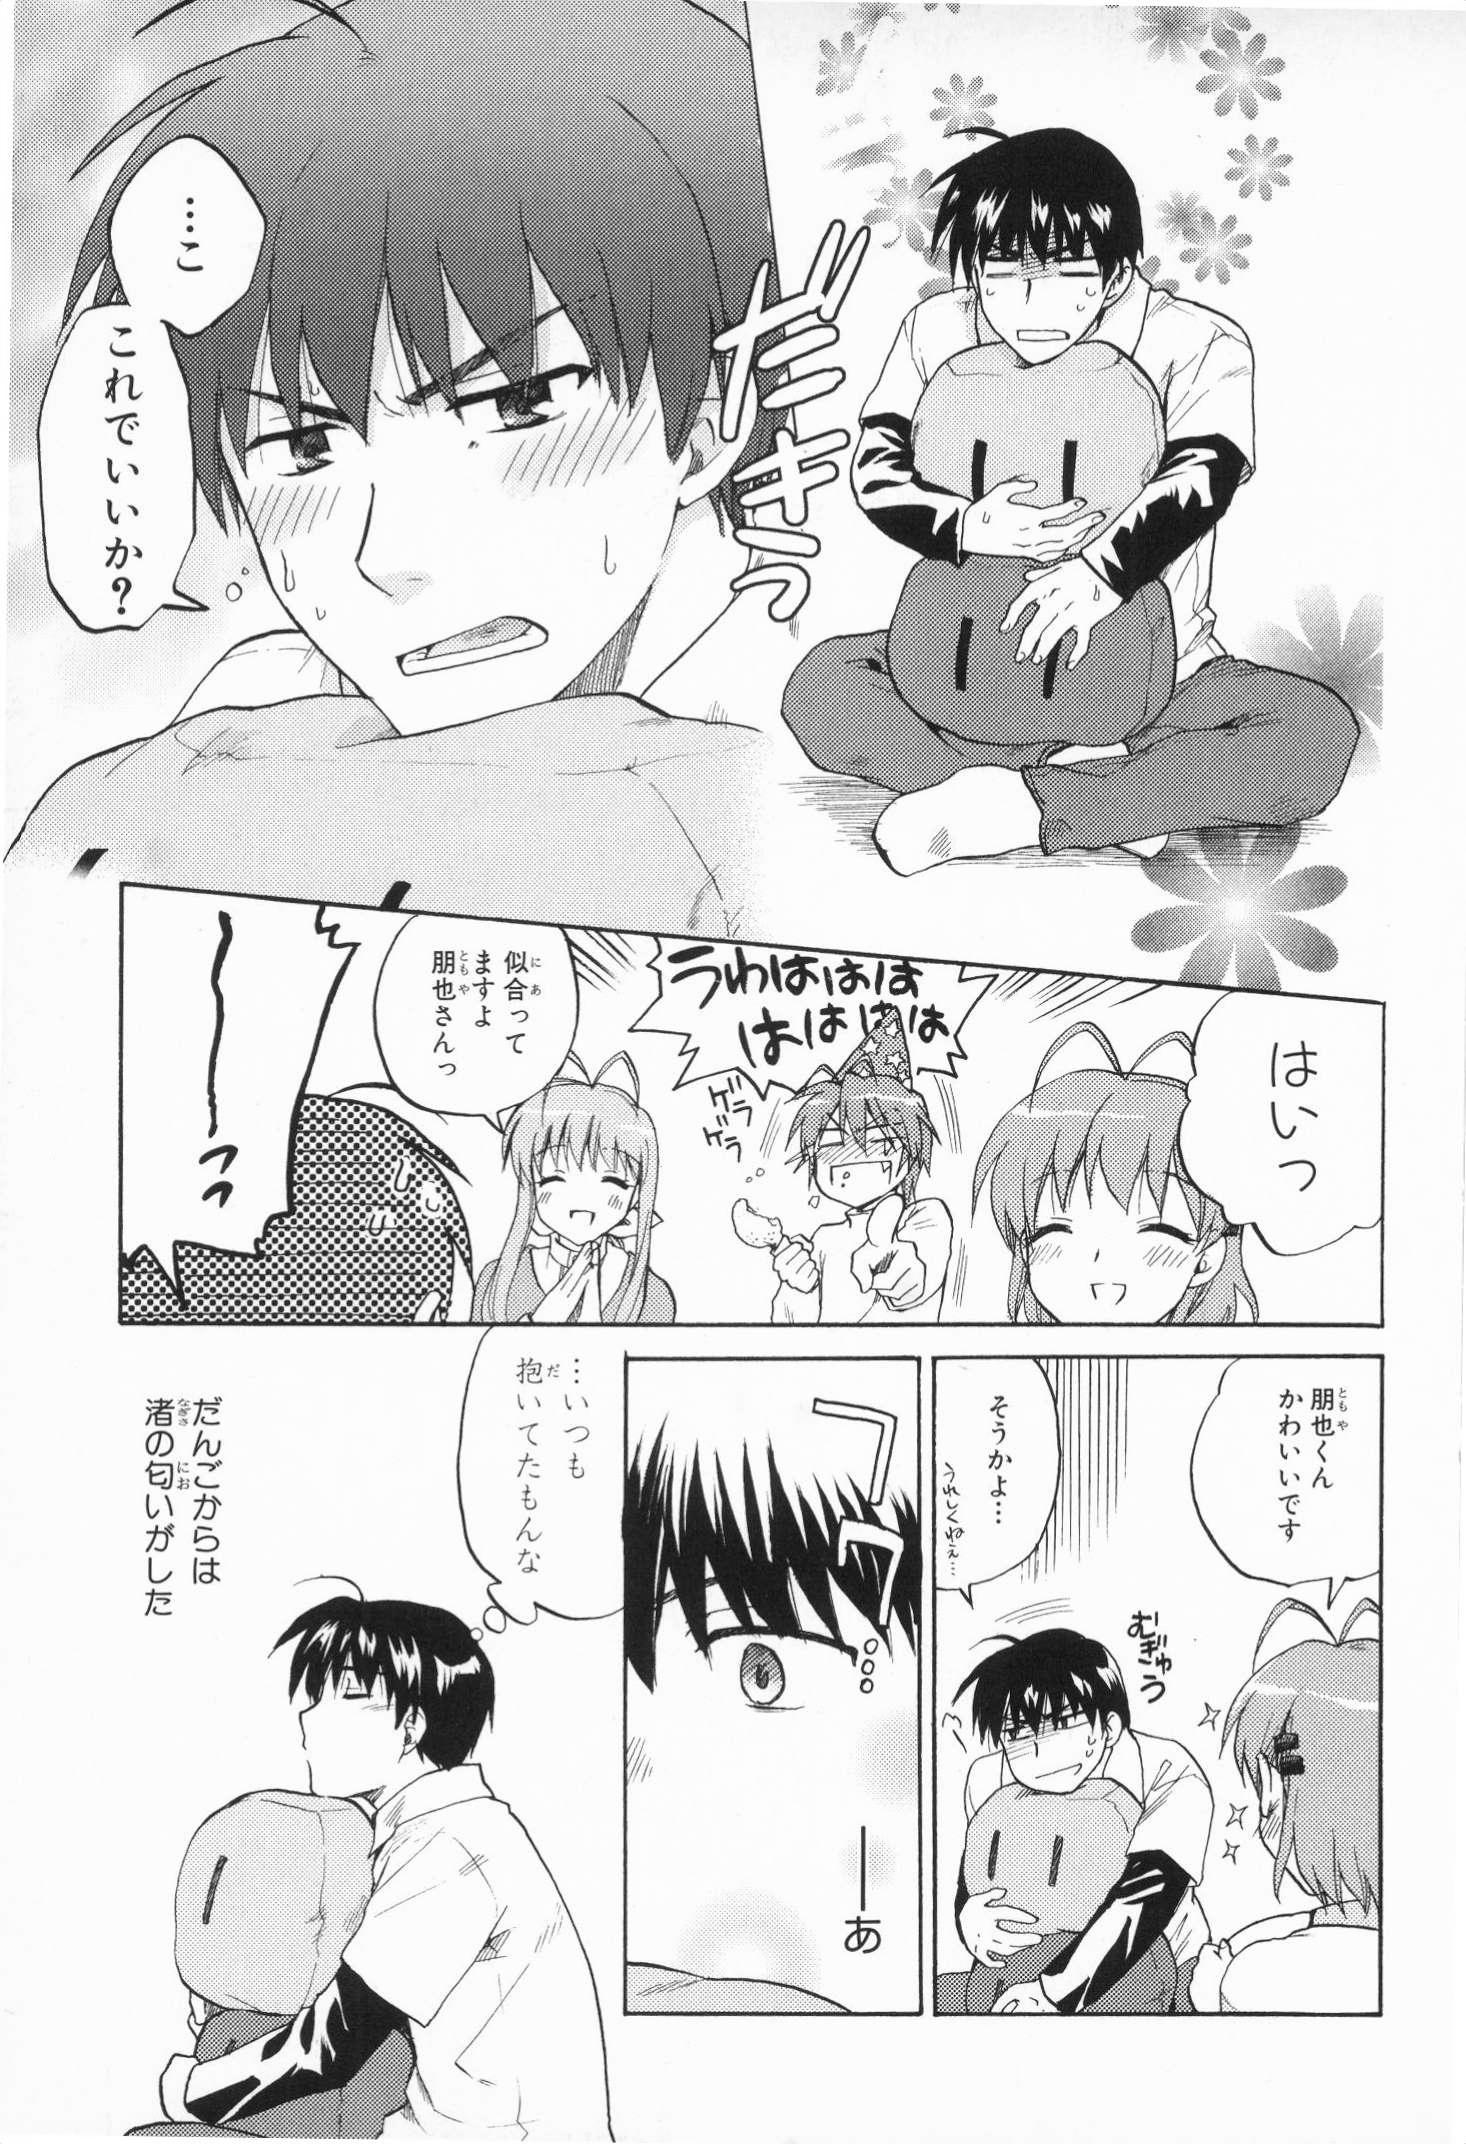 だきっ
…こ
これでいいか?
はいっ
うわははは
ははははは
ゲラ
ゲラ
似合って
ますよ
朋也さんっ
朋也くん
かわいいです
むぎゅう
そうかよ…
うれしくねぇ…
フワ
…
──あ
…いつも
抱いてたもんな
だんごからは
渚の匂いがした